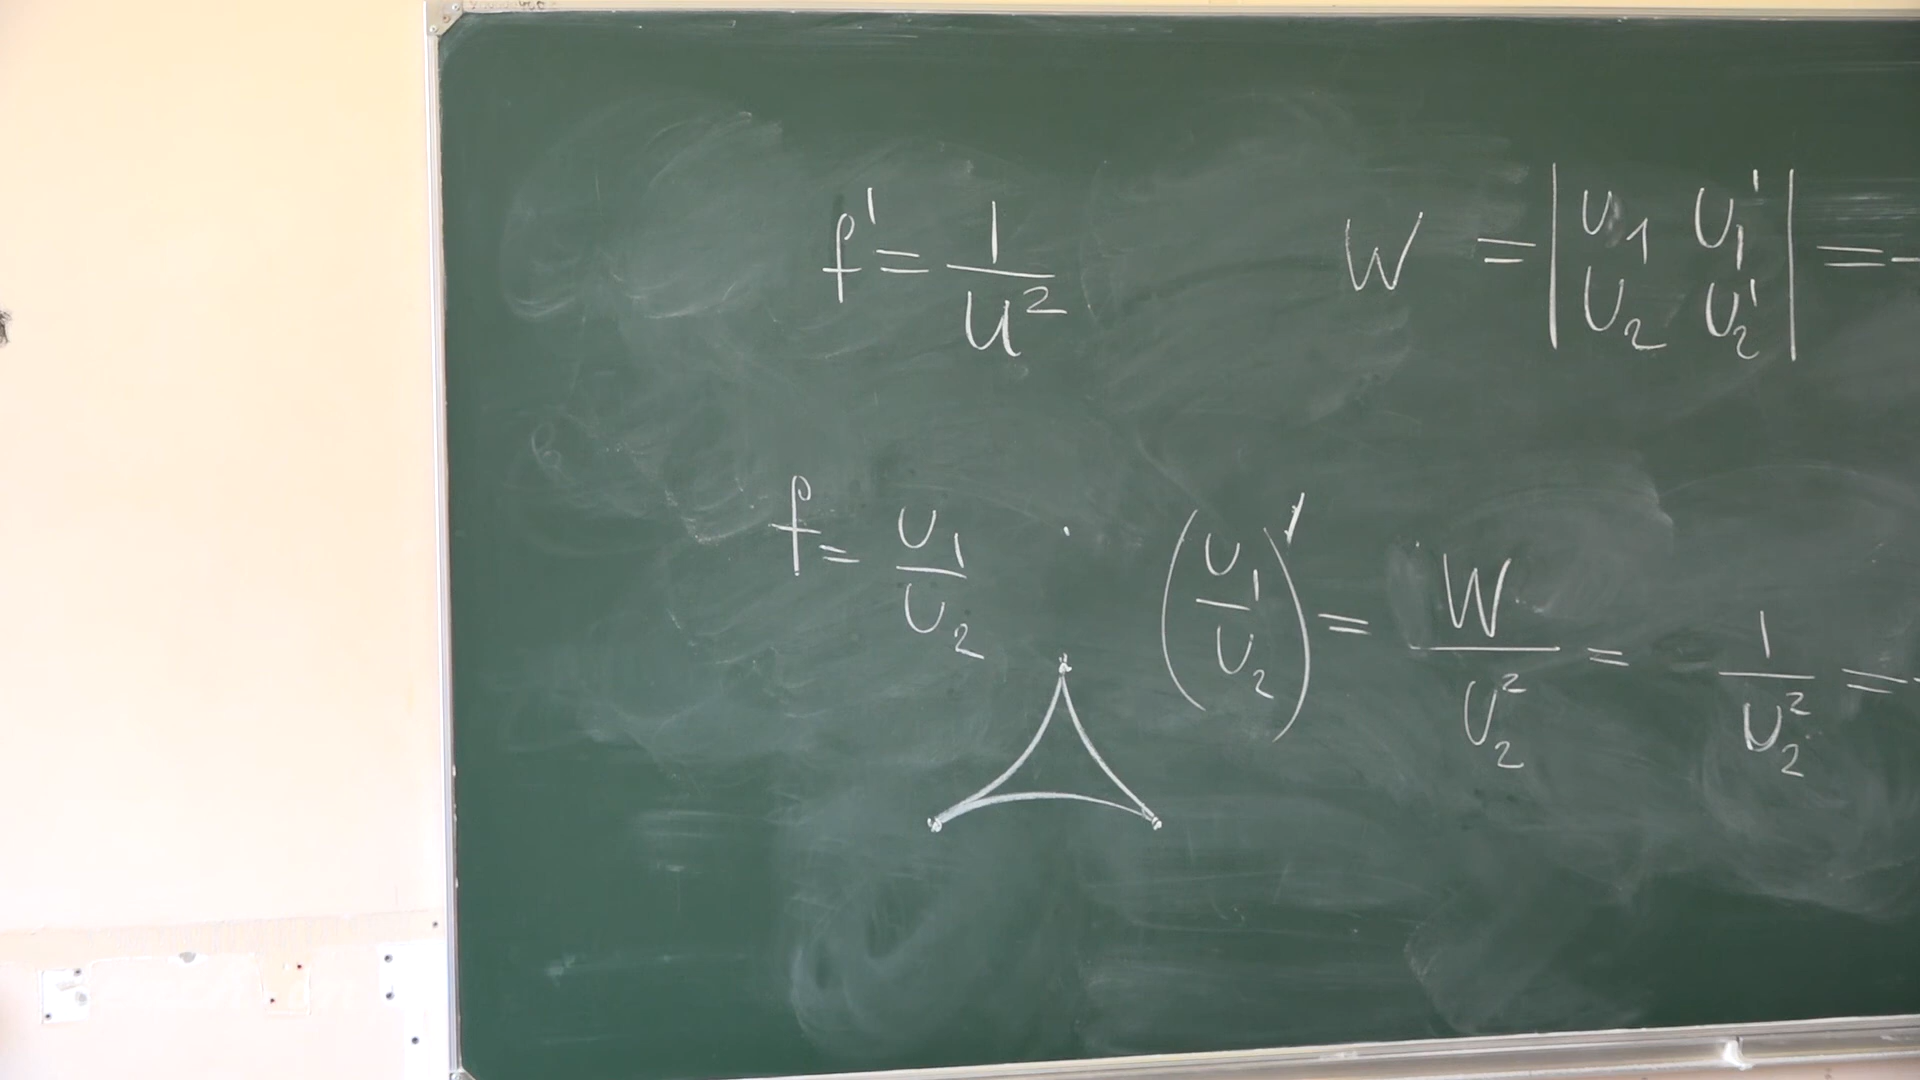 f' = 1/U² W = |U₁ U₁' U₂ U₂'| = -
f = U₁/U₂ (U₁/U₂)' = W/U₂² = 1/U₂² = -